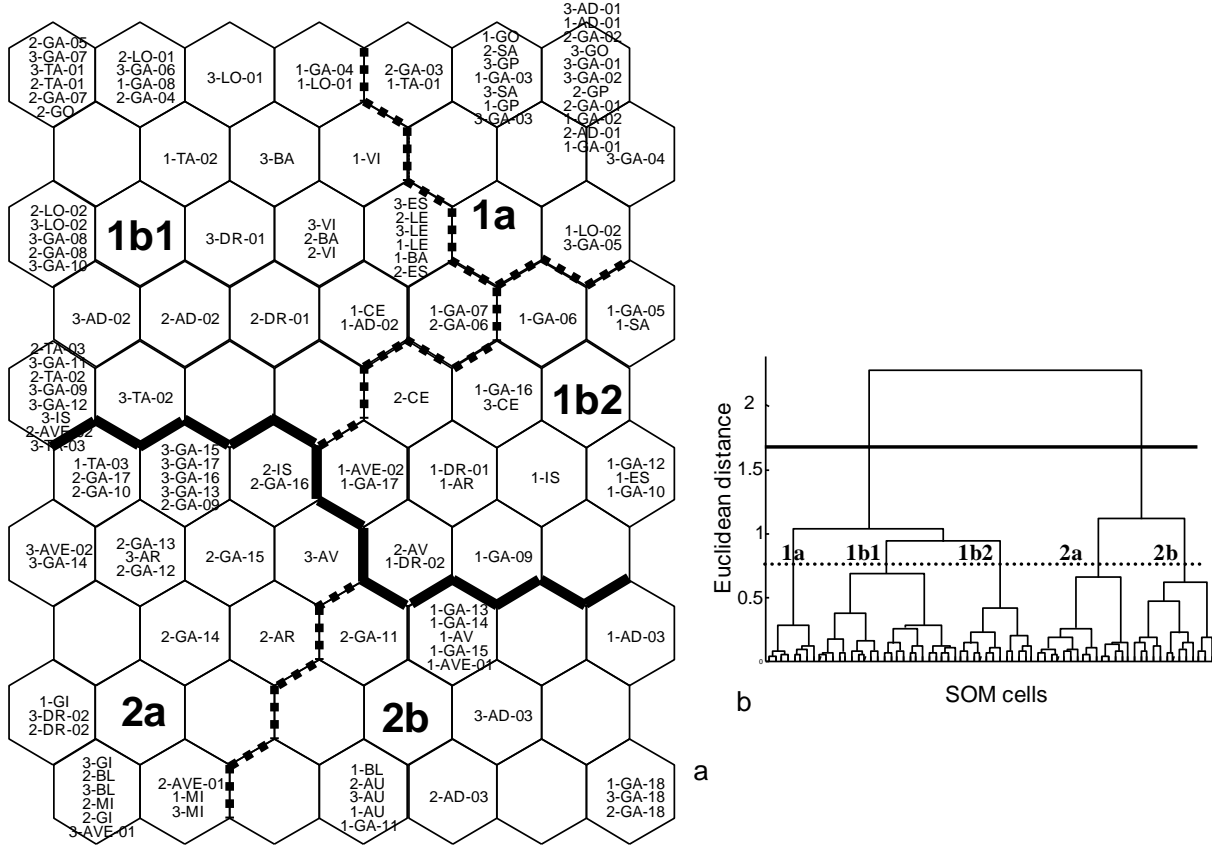 2-GA-05
3-GA-07
3-TA-01
2-TA-01
2-GA-07
2-GO
2-LO-01
3-GA-06
1-GA-08
2-GA-04
3-LO-01
1-GA-04
1-LO-01
2-GA-03
1-TA-01
1-GO
2-SA
3-GP
1-GA-03
3-SA
1-GP
3-GA-03
3-AD-01
1-AD-01
2-GA-02
3-GO
3-GA-01
3-GA-02
2-GP
2-GA-01
1-GA-02
2-AD-01
1-GA-01
1-TA-02
3-BA
1-VI
3-GA-04
2-LO-02
3-LO-02
3-GA-08
2-GA-08
3-GA-10
1b1
3-DR-01
3-VI
2-BA
2-VI
3-ES
2-LE
3-LE
1-LE
1-BA
2-ES
1a
1-LO-02
3-GA-05
3-AD-02
2-AD-02
2-DR-01
1-CE
1-AD-02
1-GA-07
2-GA-06
1-GA-06
1-GA-05
1-SA
2-TA-03
3-GA-11
2-TA-02
3-GA-09
3-GA-12
3-IS
2-AVE-02
3-TA-03
3-TA-02
2-CE
1-GA-16
3-CE
1b2
1-TA-03
2-GA-17
2-GA-10
3-GA-15
3-GA-17
3-GA-16
3-GA-13
2-GA-09
2-IS
2-GA-16
1-AVE-02
1-GA-17
1-DR-01
1-AR
1-IS
1-GA-12
1-ES
1-GA-10
3-AVE-02
3-GA-14
2-GA-13
3-AR
2-GA-12
2-GA-15
3-AV
2-AV
1-DR-02
1-GA-09
2-GA-14
2-AR
2-GA-11
1-GA-13
1-GA-14
1-AV
1-GA-15
1-AVE-01
1-AD-03
1-GI
3-DR-02
2-DR-02
2a
2b
3-AD-03
3-GI
2-BL
3-BL
2-MI
2-GI
3-AVE-01
2-AVE-01
1-MI
3-MI
1-BL
2-AU
3-AU
1-AU
1-GA-11
2-AD-03
1-GA-18
3-GA-18
2-GA-18
a
Euclidean distance
2
1.5
1
0.5
0
1a
1b1
1b2
2a
2b
SOM cells
b